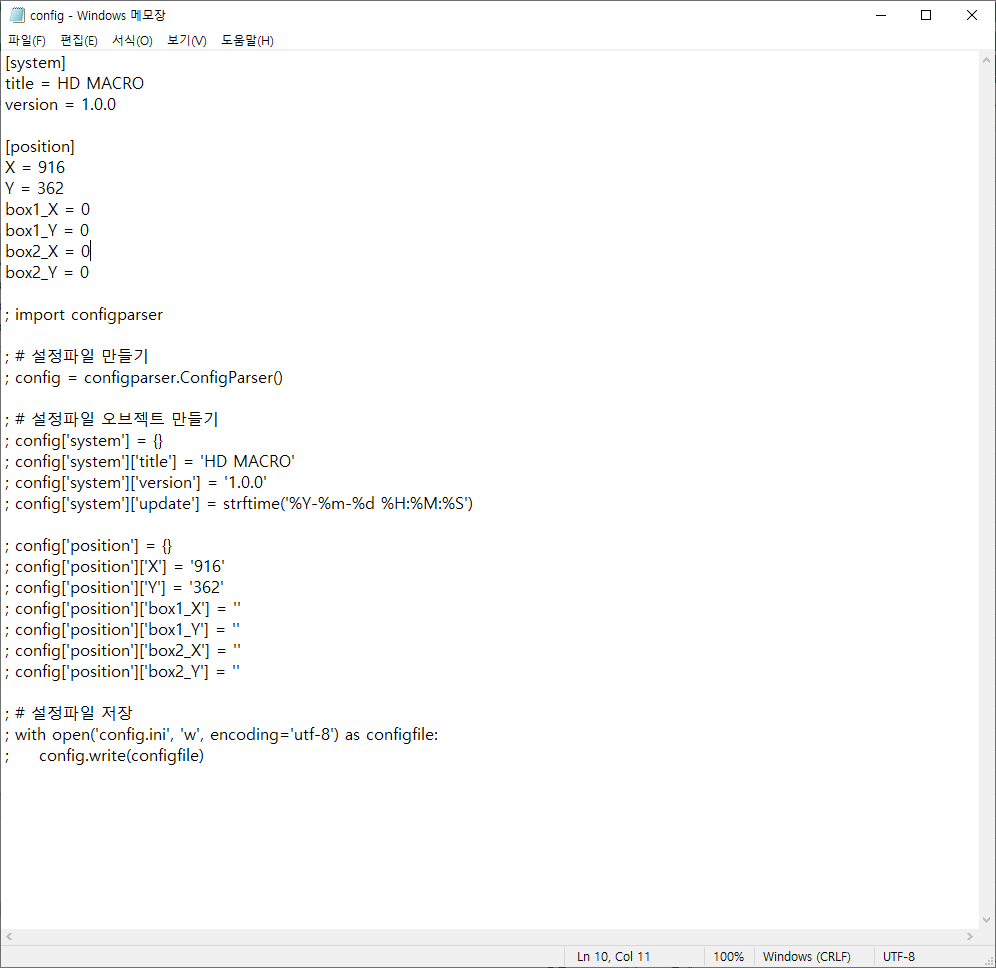 config - Windows 메모장
파일(F) 편집(E) 서식(O) 보기(V) 도움말(H)
[system]
title = HD MACRO
version = 1.0.0
[position]
X = 916
Y = 362
box1_X = 0
box1_Y = 0
box2_X = 0
box2_Y = 0
; import configparser
; # 설정파일 만들기
; config = configparser.ConfigParser()
; # 설정파일 오브젝트 만들기
; config['system'] = {}
; config['system']['title'] = 'HD MACRO'
; config['system']['version'] = '1.0.0'
; config['system']['update'] = strftime('%Y-%m-%d %H:%M:%S')
; config['position'] = {}
; config['position']['X'] = '916'
; config['position']['Y'] = '362'
; config['position']['box1_X'] = ''
; config['position']['box1_Y'] = ''
; config['position']['box2_X'] = ''
; config['position']['box2_Y'] = ''
; # 설정파일 저장
; with open('config.ini', 'w', encoding='utf-8') as configfile:
;     config.write(configfile)
Ln 10, Col 11 100% Windows (CRLF) UTF-8